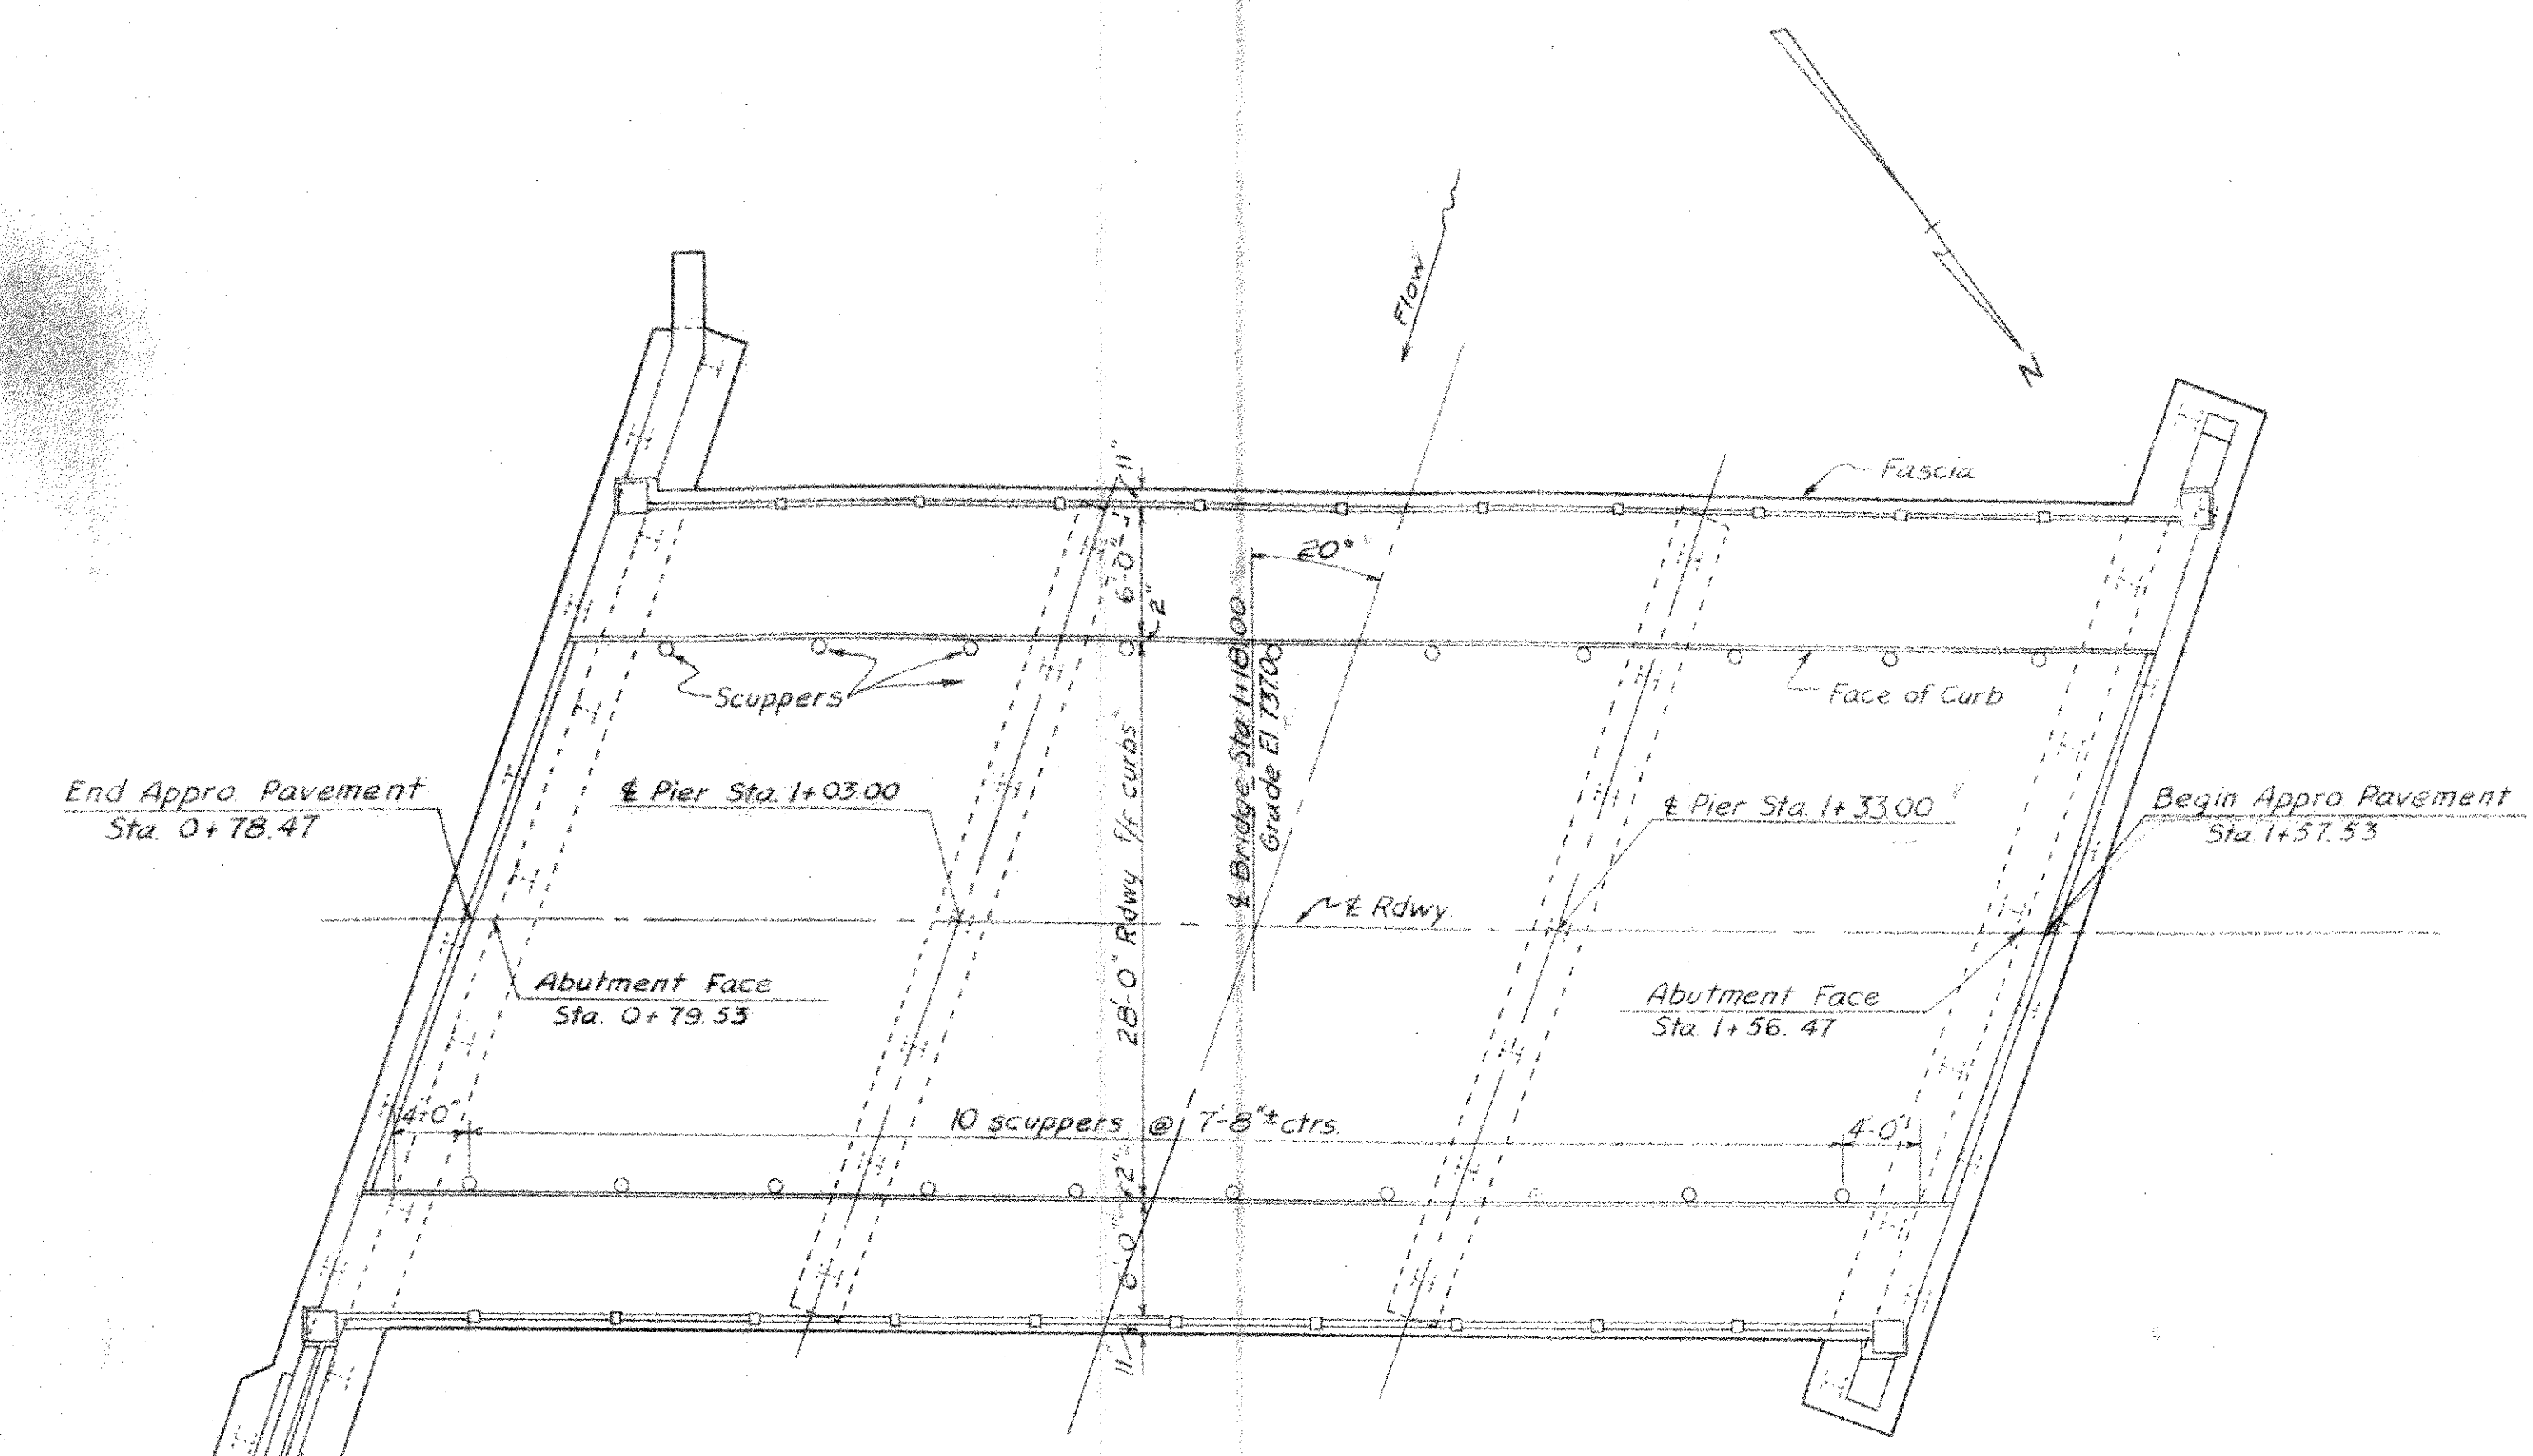 N
Flow
Fascia
11"
6'-0"
2"
20°
℄ Bridge Sta. 1+18.00
Grade El 737.00
Scuppers
Face of Curb
End Appro. Pavement
Sta. 0+78.47
℄ Pier Sta. 1+03.00
28'-0" Rdwy f/f curbs
℄ Pier Sta. 1+33.00
Begin Appro Pavement
Sta. 1+57.53
℄ Rdwy.
Abutment Face
Sta. 0+79.53
Abutment Face
Sta. 1+56.47
4'-0"
10 scuppers @ 7'-8"± ctrs.
4'-0"
2"
6'-0"
11"